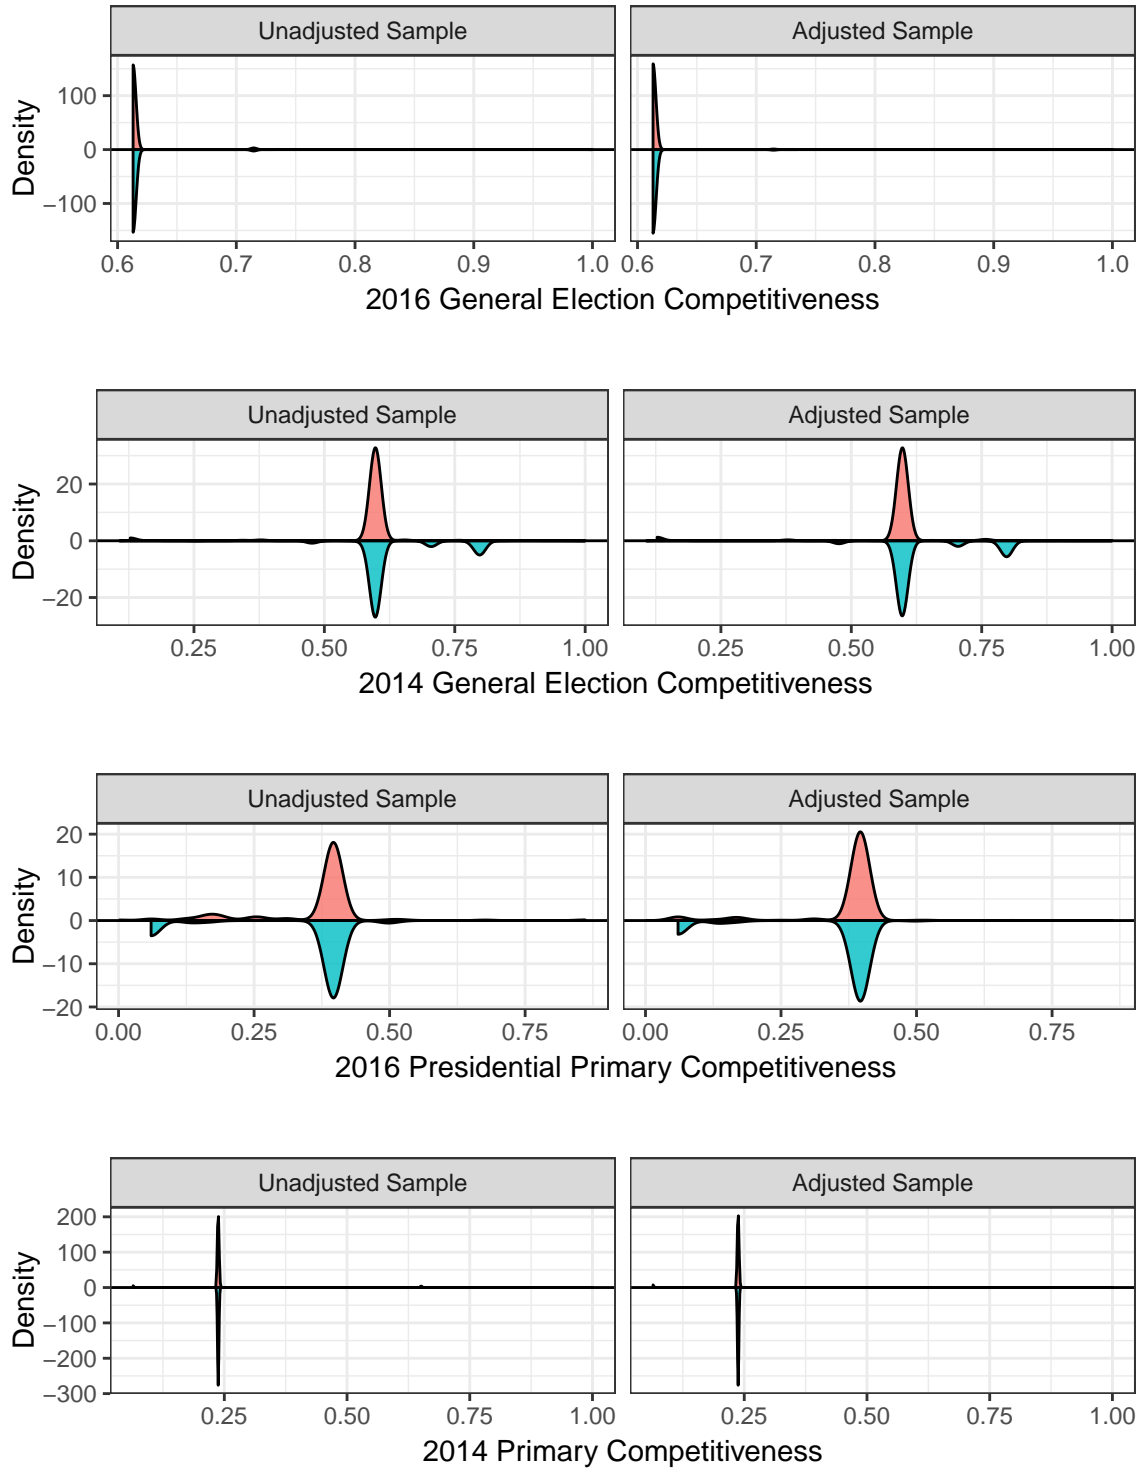 Unadjusted Sample Adjusted Sample
Density
100
0
−100
0.6 0.7 0.8 0.9 1.0 0.6 0.7 0.8 0.9 1.0
2016 General Election Competitiveness
Unadjusted Sample Adjusted Sample
Density
20
0
−20
0.25 0.50 0.75 1.00 0.25 0.50 0.75 1.00
2014 General Election Competitiveness
Unadjusted Sample Adjusted Sample
Density
20
10
0
−10
−20
0.00 0.25 0.50 0.75 0.00 0.25 0.50 0.75
2016 Presidential Primary Competitiveness
Unadjusted Sample Adjusted Sample
Density
200
100
0
−100
−200
−300
0.25 0.50 0.75 1.00 0.25 0.50 0.75 1.00
2014 Primary Competitiveness